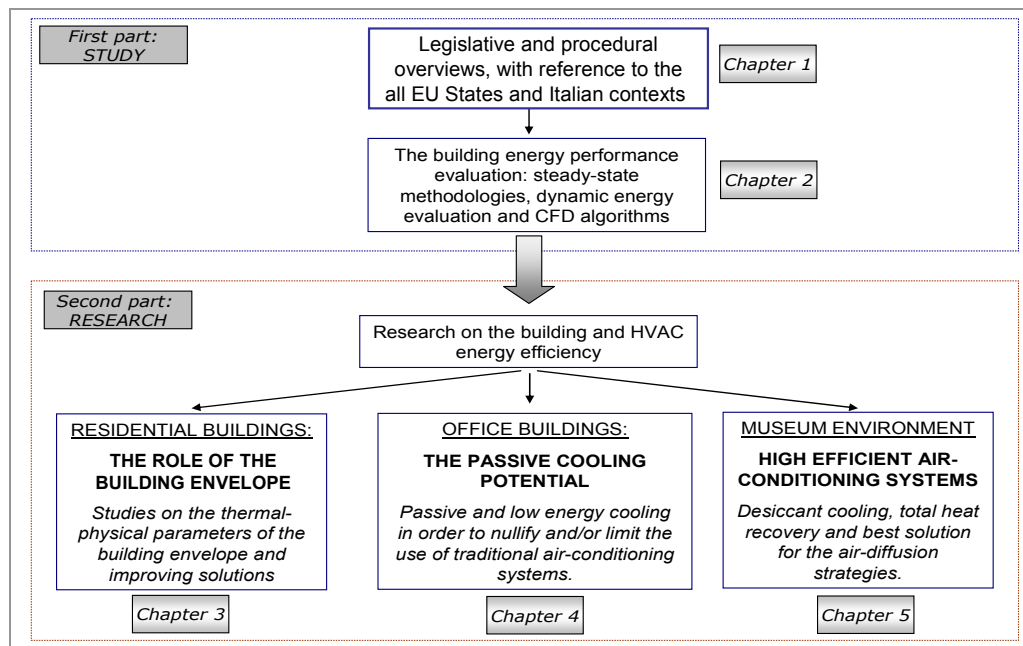 First part:
STUDY
Legislative and procedural
overviews, with reference to the
all EU States and Italian contexts
Chapter 1
The building energy performance
evaluation: steady-state
methodologies, dynamic energy
evaluation and CFD algorithms
Chapter 2
Second part:
RESEARCH
Research on the building and HVAC
energy efficiency
RESIDENTIAL BUILDINGS:
THE ROLE OF THE
BUILDING ENVELOPE
Studies on the thermal-
physical parameters of the
building envelope and
improving solutions
Chapter 3
OFFICE BUILDINGS:
THE PASSIVE COOLING
POTENTIAL
Passive and low energy cooling
in order to nullify and/or limit the
use of traditional air-conditioning
systems.
Chapter 4
MUSEUM ENVIRONMENT
HIGH EFFICIENT AIR-
CONDITIONING SYSTEMS
Desiccant cooling, total heat
recovery and best solution
for the air-diffusion
strategies.
Chapter 5